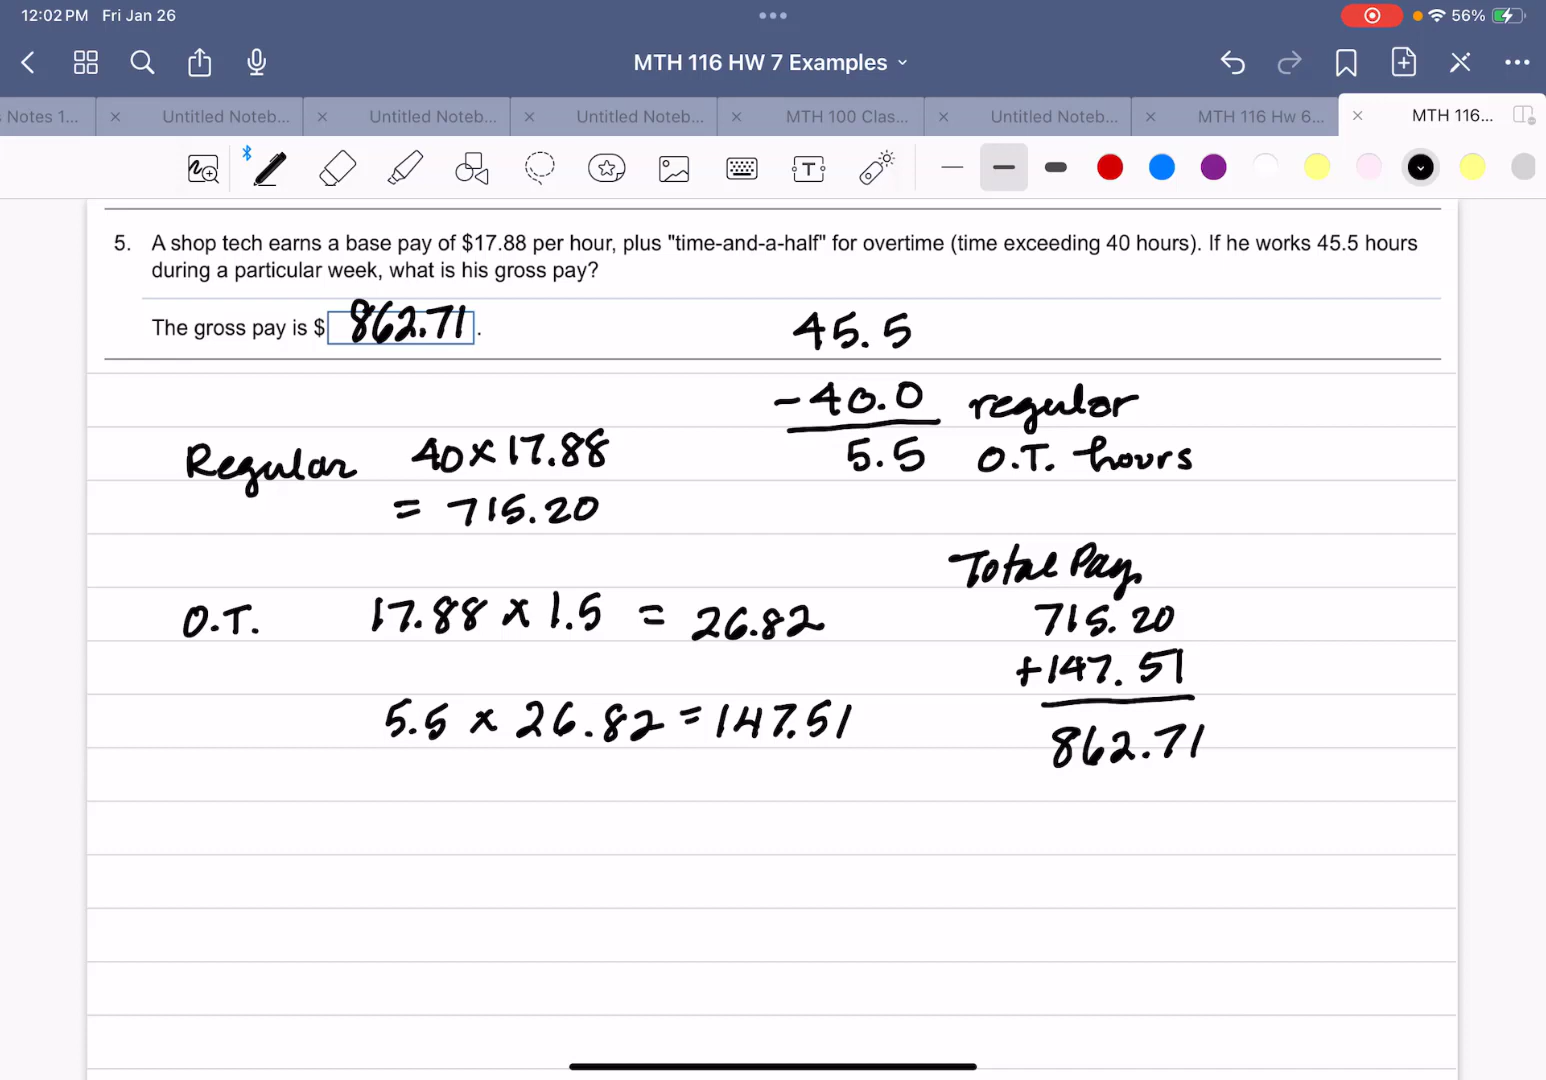 12:02 PM Fri Jan 26
56%
MTH 116 HW 7 Examples
s Notes 1...
Untitled Noteb...
Untitled Noteb...
Untitled Noteb...
MTH 100 Clas...
Untitled Noteb...
MTH 116 Hw 6...
MTH 116...
5. A shop tech earns a base pay of $17.88 per hour, plus "time-and-a-half" for overtime (time exceeding 40 hours). If he works 45.5 hours
during a particular week, what is his gross pay?
The gross pay is $ 862.71.
45.5
-40.0 regular
5.5 O.T. hours
Regular 40×17.88
= 715.20
O.T. 17.88 × 1.5 = 26.82
5.5 × 26.82 = 147.51
Total Pay
715.20
+147.51
862.71